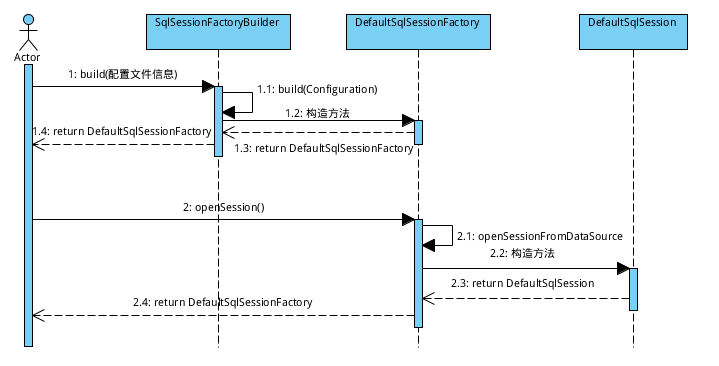 SqlSessionFactoryBuilder
DefaultSqlSessionFactory
DefaultSqlSession
Actor
1: build(配置文件信息)
1.1: build(Configuration)
1.2: 构造方法
1.4: return DefaultSqlSessionFactory
1.3: return DefaultSqlSessionFactory
2: openSession()
2.1: openSessionFromDataSource
2.2: 构造方法
2.3: return DefaultSqlSession
2.4: return DefaultSqlSessionFactory